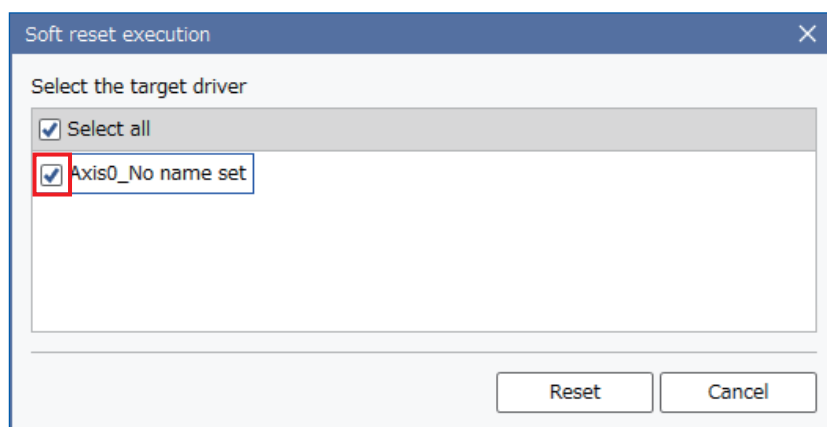 Soft reset execution
Select the target driver
Select all
Axis0_No name set
Reset
Cancel